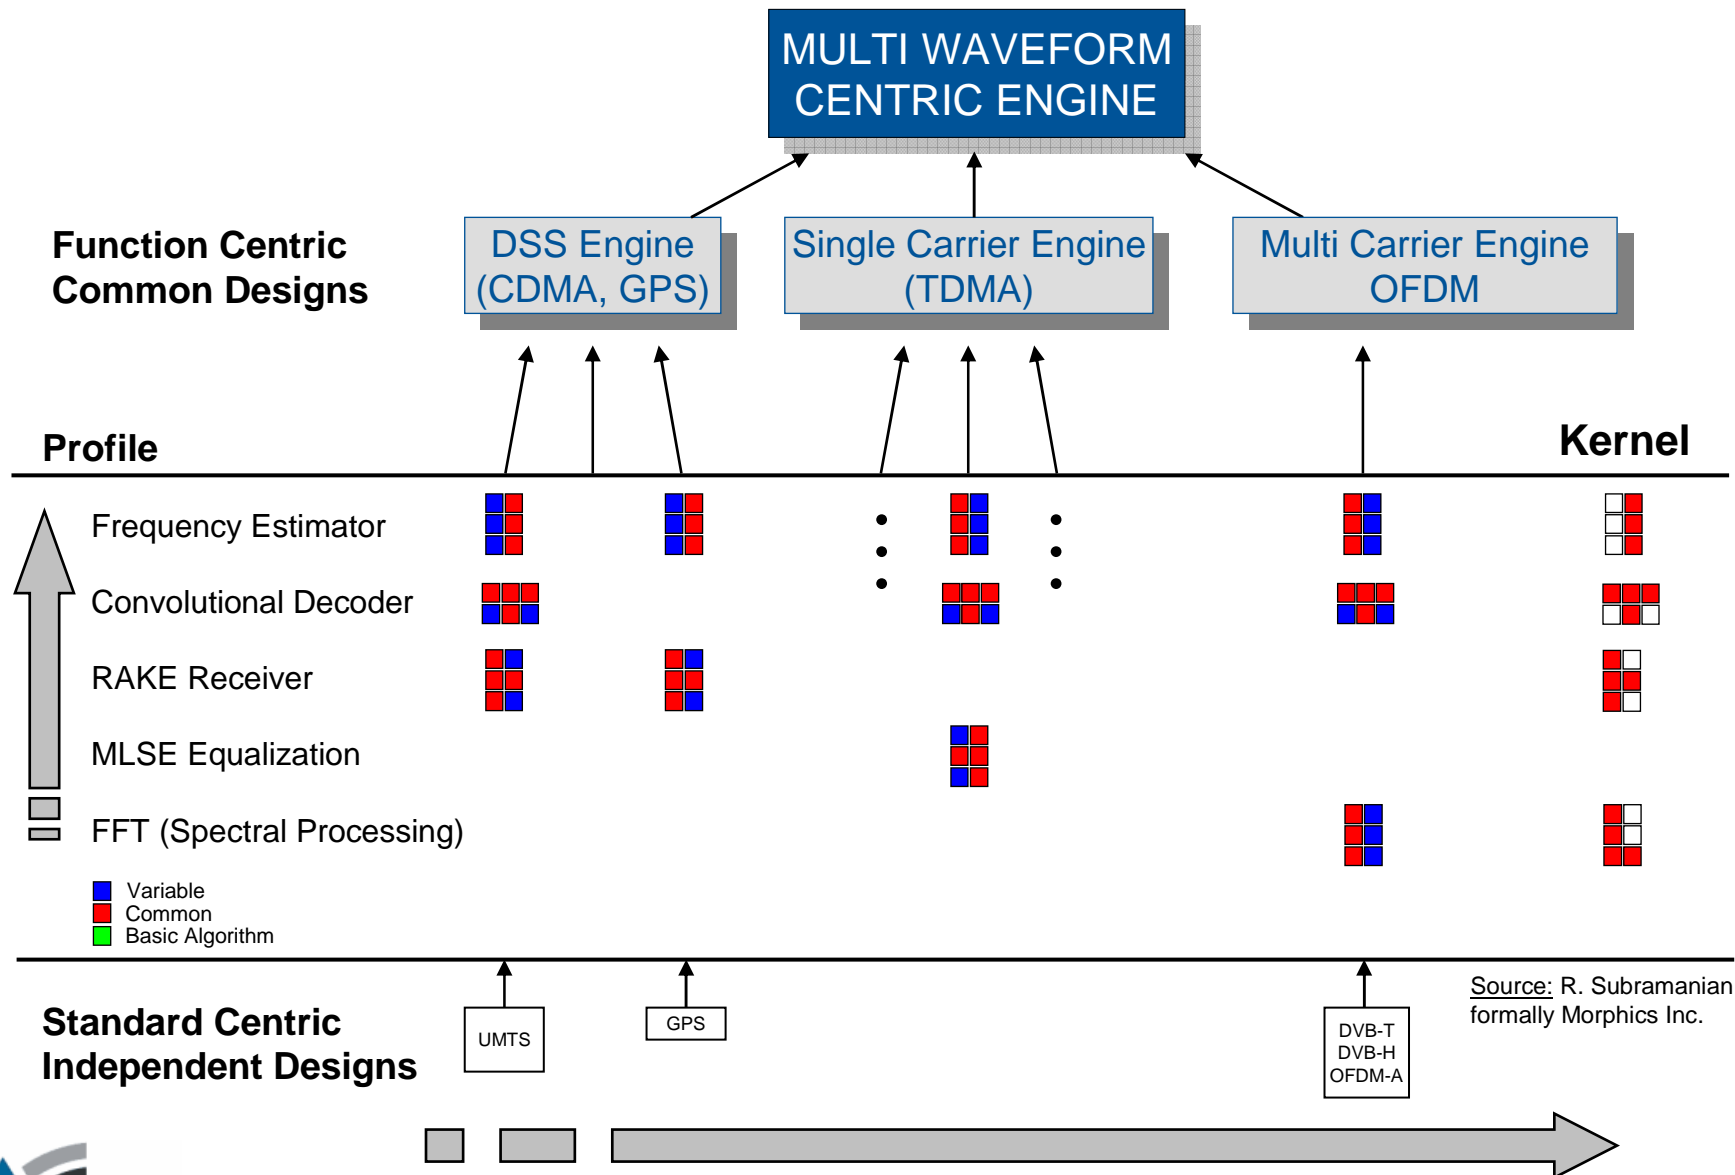 MULTI WAVEFORM
CENTRIC ENGINE
Function Centric
Common Designs
DSS Engine
(CDMA, GPS)
Single Carrier Engine
(TDMA)
Multi Carrier Engine
OFDM
Profile
Kernel
Frequency Estimator
Convolutional Decoder
RAKE Receiver
MLSE Equalization
FFT (Spectral Processing)
Variable
Common
Basic Algorithm
Standard Centric
Independent Designs
UMTS
GPS
DVB-T
DVB-H
OFDM-A
Source: R. Subramanian
formally Morphics Inc.